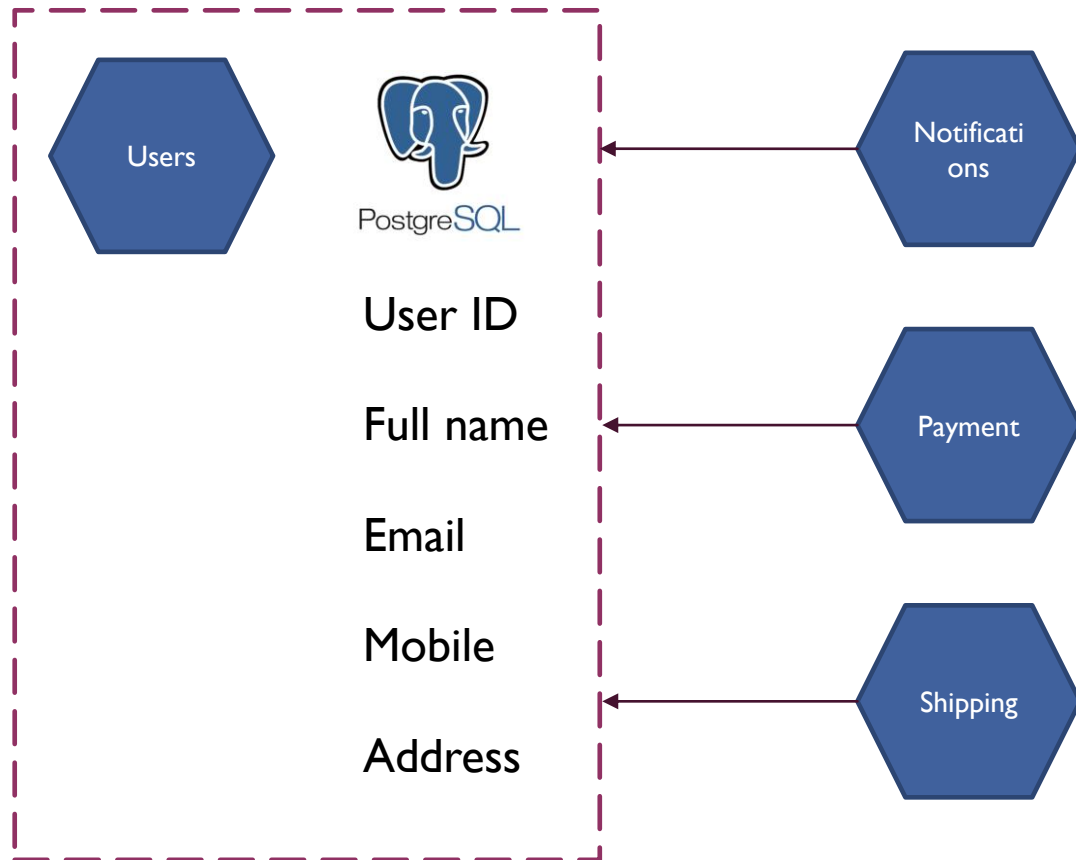 Users
PostgreSQL
User ID
Full name
Email
Mobile
Address
Notificati
ons
Payment
Shipping